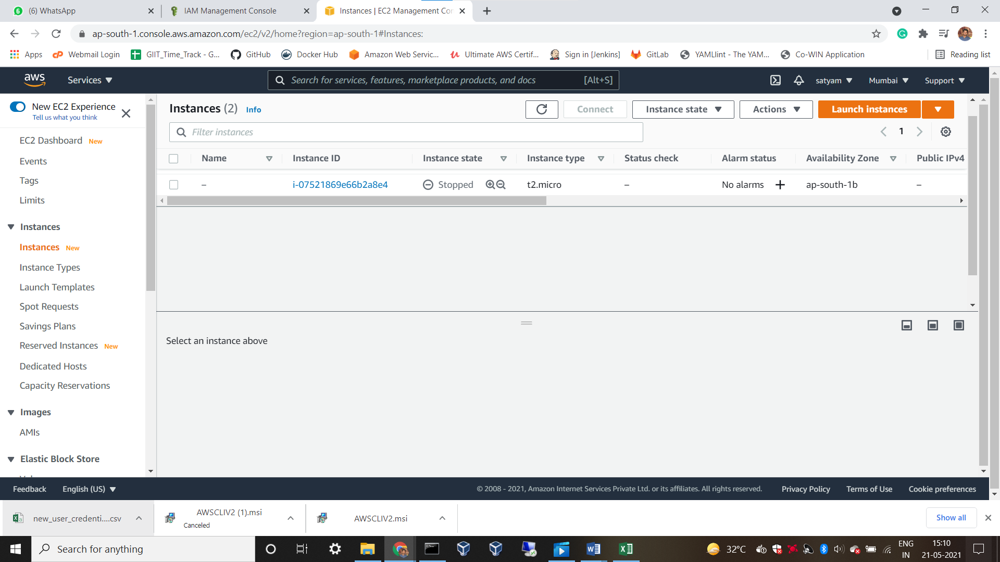 (6) WhatsApp
IAM Management Console
Instances | EC2 Management Con
ap-south-1.console.aws.amazon.com/ec2/v2/home?region=ap-south-1#Instances:
Apps
Webmail Login
GIIT_Time_Track - G...
GitHub
Docker Hub
Amazon Web Servic...
Ultimate AWS Certif...
Sign in [Jenkins]
GitLab
YAMLlint - The YAM...
Co-WIN Application
Reading list
aws
Services
Search for services, features, marketplace products, and docs
[Alt+S]
satyam
Mumbai
Support
New EC2 Experience
Tell us what you think
EC2 Dashboard New
Events
Tags
Limits
Instances
Instances New
Instance Types
Launch Templates
Spot Requests
Savings Plans
Reserved Instances New
Dedicated Hosts
Capacity Reservations
Images
AMIs
Elastic Block Store
Instances (2) Info
Connect
Instance state
Actions
Launch instances
Filter instances
1
Name
Instance ID
Instance state
Instance type
Status check
Alarm status
Availability Zone
Public IPv4
–
i-07521869e66b2a8e4
Stopped
t2.micro
–
No alarms
ap-south-1b
–
Select an instance above
Feedback
English (US)
© 2008 - 2021, Amazon Internet Services Private Ltd. or its affiliates. All rights reserved.
Privacy Policy
Terms of Use
Cookie preferences
new_user_credenti....csv
AWSCLIV2 (1).msi
Canceled
AWSCLIV2.msi
Show all
Search for anything
32°C
ENG
IN
15:10
21-05-2021